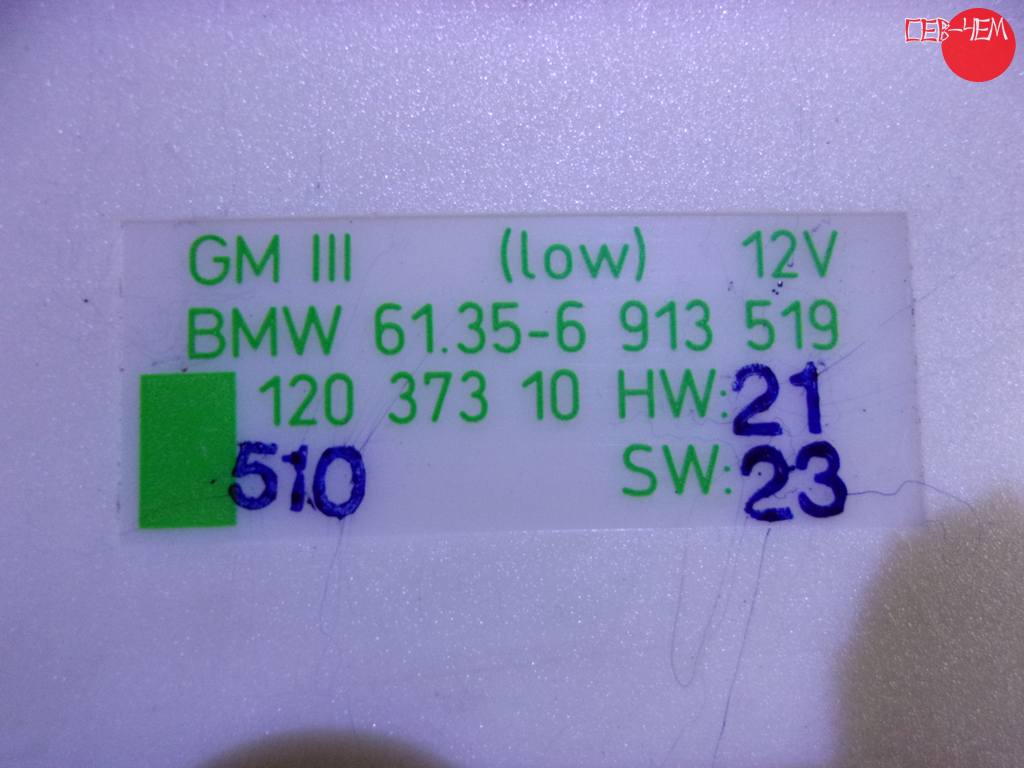 СЕВ-ЧЕМ
GM III (low) 12V
BMW 61.35-6 913 519
120 373 10 HW: 21
510 SW: 23